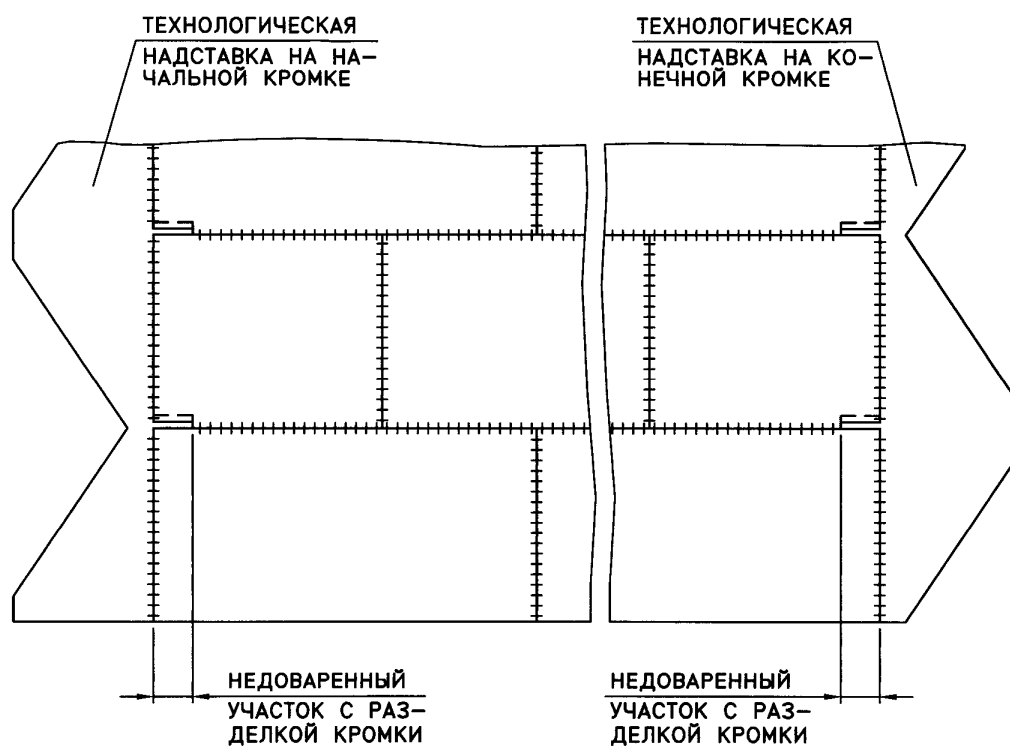 ТЕХНОЛОГИЧЕСКАЯ
НАДСТАВКА НА НА-
ЧАЛЬНОЙ КРОМКЕ
ТЕХНОЛОГИЧЕСКАЯ
НАДСТАВКА НА КО-
НЕЧНОЙ КРОМКЕ
НЕДОВАРЕННЫЙ
УЧАСТОК С РАЗ-
ДЕЛКОЙ КРОМКИ
НЕДОВАРЕННЫЙ
УЧАСТОК С РАЗ-
ДЕЛКОЙ КРОМКИ